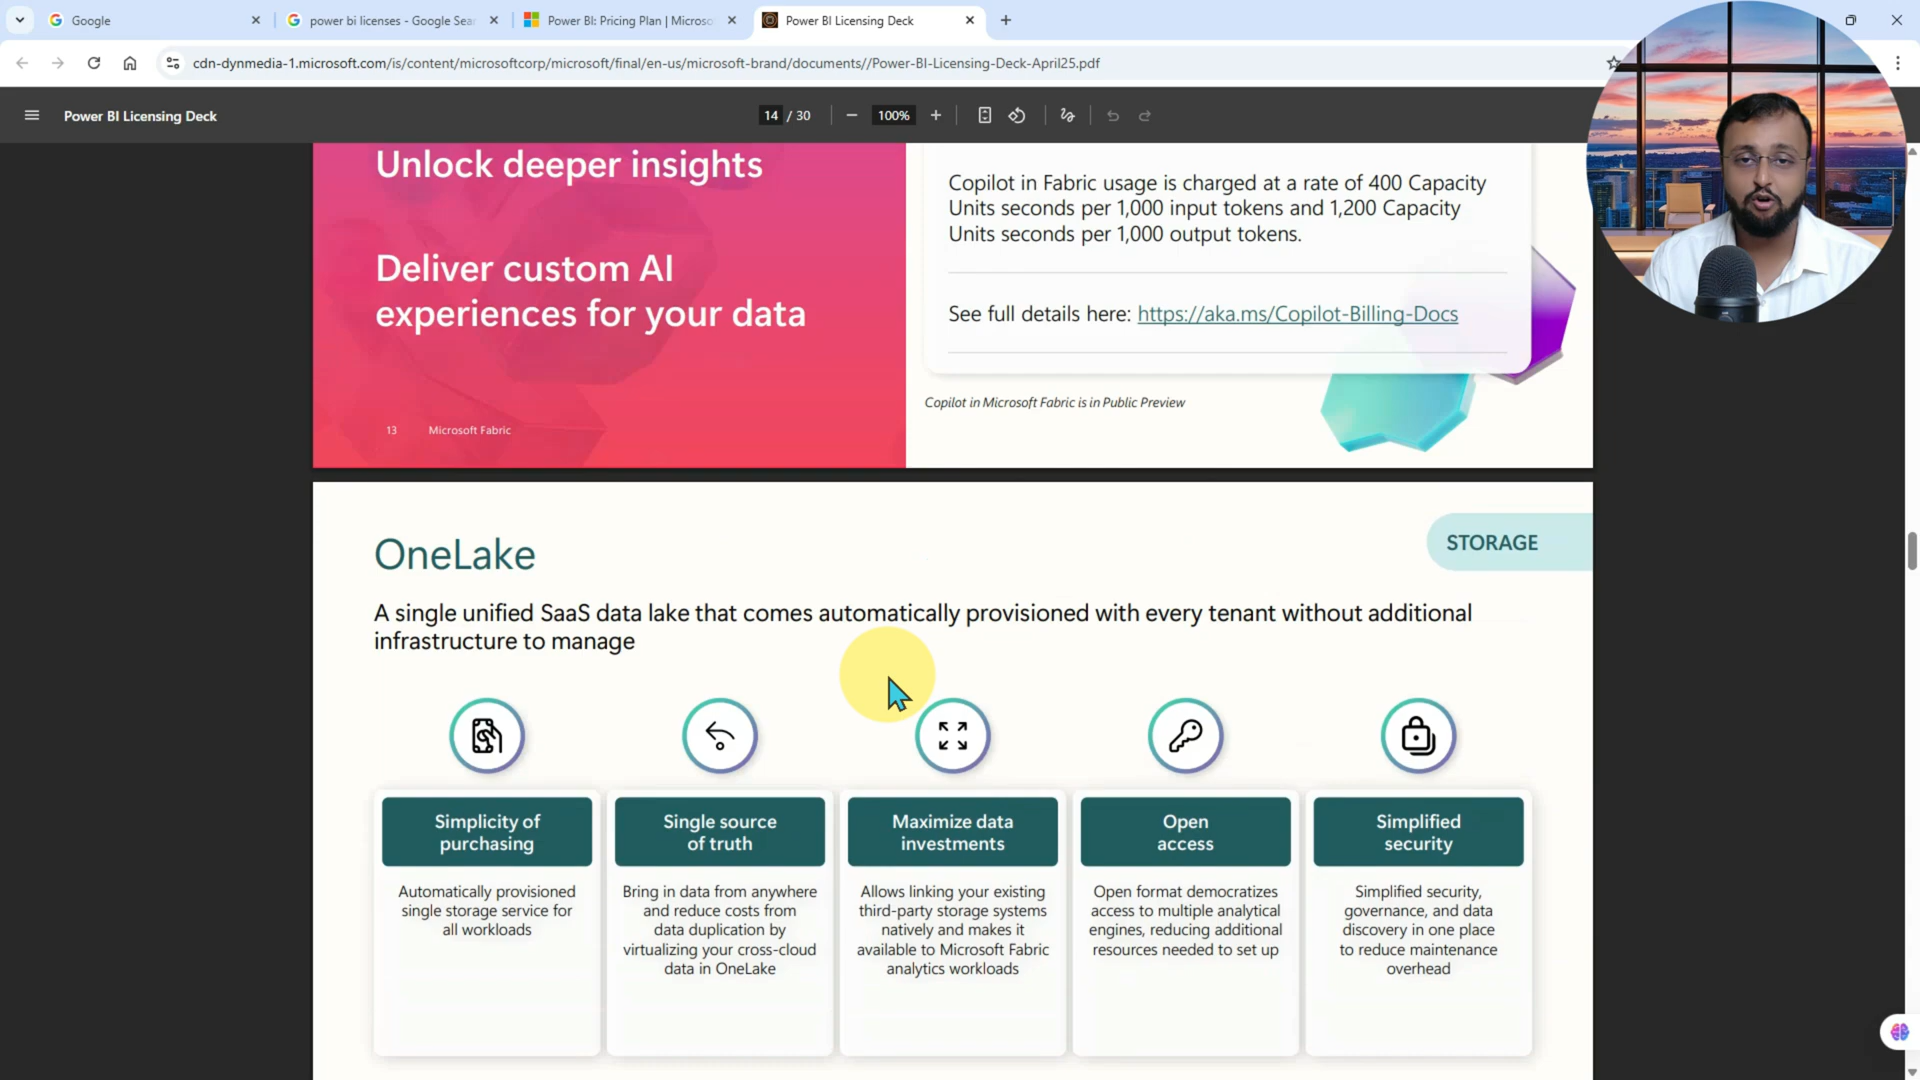 Google
power bi licenses - Google Sea
Power BI: Pricing Plan | Microso
Power BI Licensing Deck
cdn-dynmedia-1.microsoft.com/is/content/microsoftcorp/microsoft/final/en-us/microsoft-brand/documents//Power-BI-Licensing-Deck-April25.pdf
Power BI Licensing Deck
14 / 30
100%
Unlock deeper insights
Deliver custom AI
experiences for your data
13 Microsoft Fabric
Copilot in Fabric usage is charged at a rate of 400 Capacity
Units seconds per 1,000 input tokens and 1,200 Capacity
Units seconds per 1,000 output tokens.
See full details here: https://aka.ms/Copilot-Billing-Docs
Copilot in Microsoft Fabric is in Public Preview
OneLake
STORAGE
A single unified SaaS data lake that comes automatically provisioned with every tenant without additional
infrastructure to manage
Simplicity of
purchasing
Automatically provisioned
single storage service for
all workloads
Single source
of truth
Bring in data from anywhere
and reduce costs from
data duplication by
virtualizing your cross-cloud
data in OneLake
Maximize data
investments
Allows linking your existing
third-party storage systems
natively and makes it
available to Microsoft Fabric
analytics workloads
Open
access
Open format democratizes
access to multiple analytical
engines, reducing additional
resources needed to set up
Simplified
security
Simplified security,
governance, and data
discovery in one place
to reduce maintenance
overhead